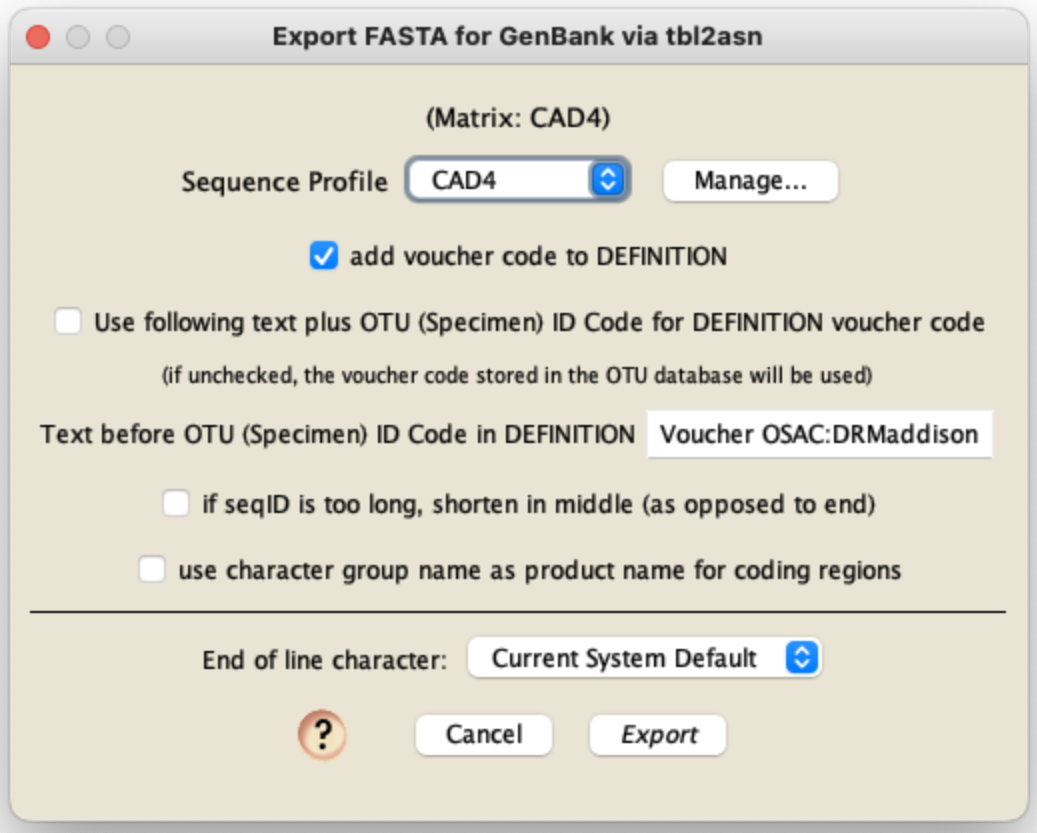 Export FASTA for GenBank via tbl2asn
(Matrix: CAD4)
Sequence Profile CAD4 Manage...
add voucher code to DEFINITION
Use following text plus OTU (Specimen) ID Code for DEFINITION voucher code
(if unchecked, the voucher code stored in the OTU database will be used)
Text before OTU (Specimen) ID Code in DEFINITION Voucher OSAC:DRMaddison
if seqID is too long, shorten in middle (as opposed to end)
use character group name as product name for coding regions
End of line character: Current System Default
? Cancel Export